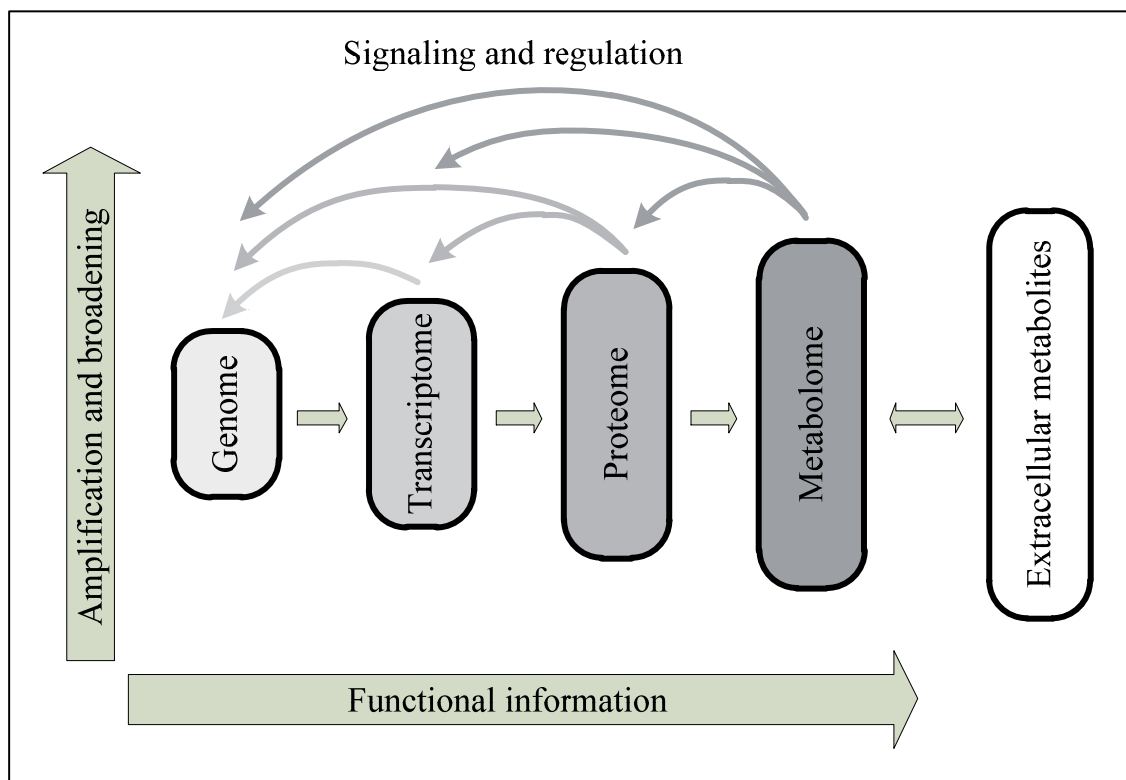 Signaling and regulation
Amplification and broadening
Genome
Transcriptome
Proteome
Metabolome
Extracellular metabolites
Functional information